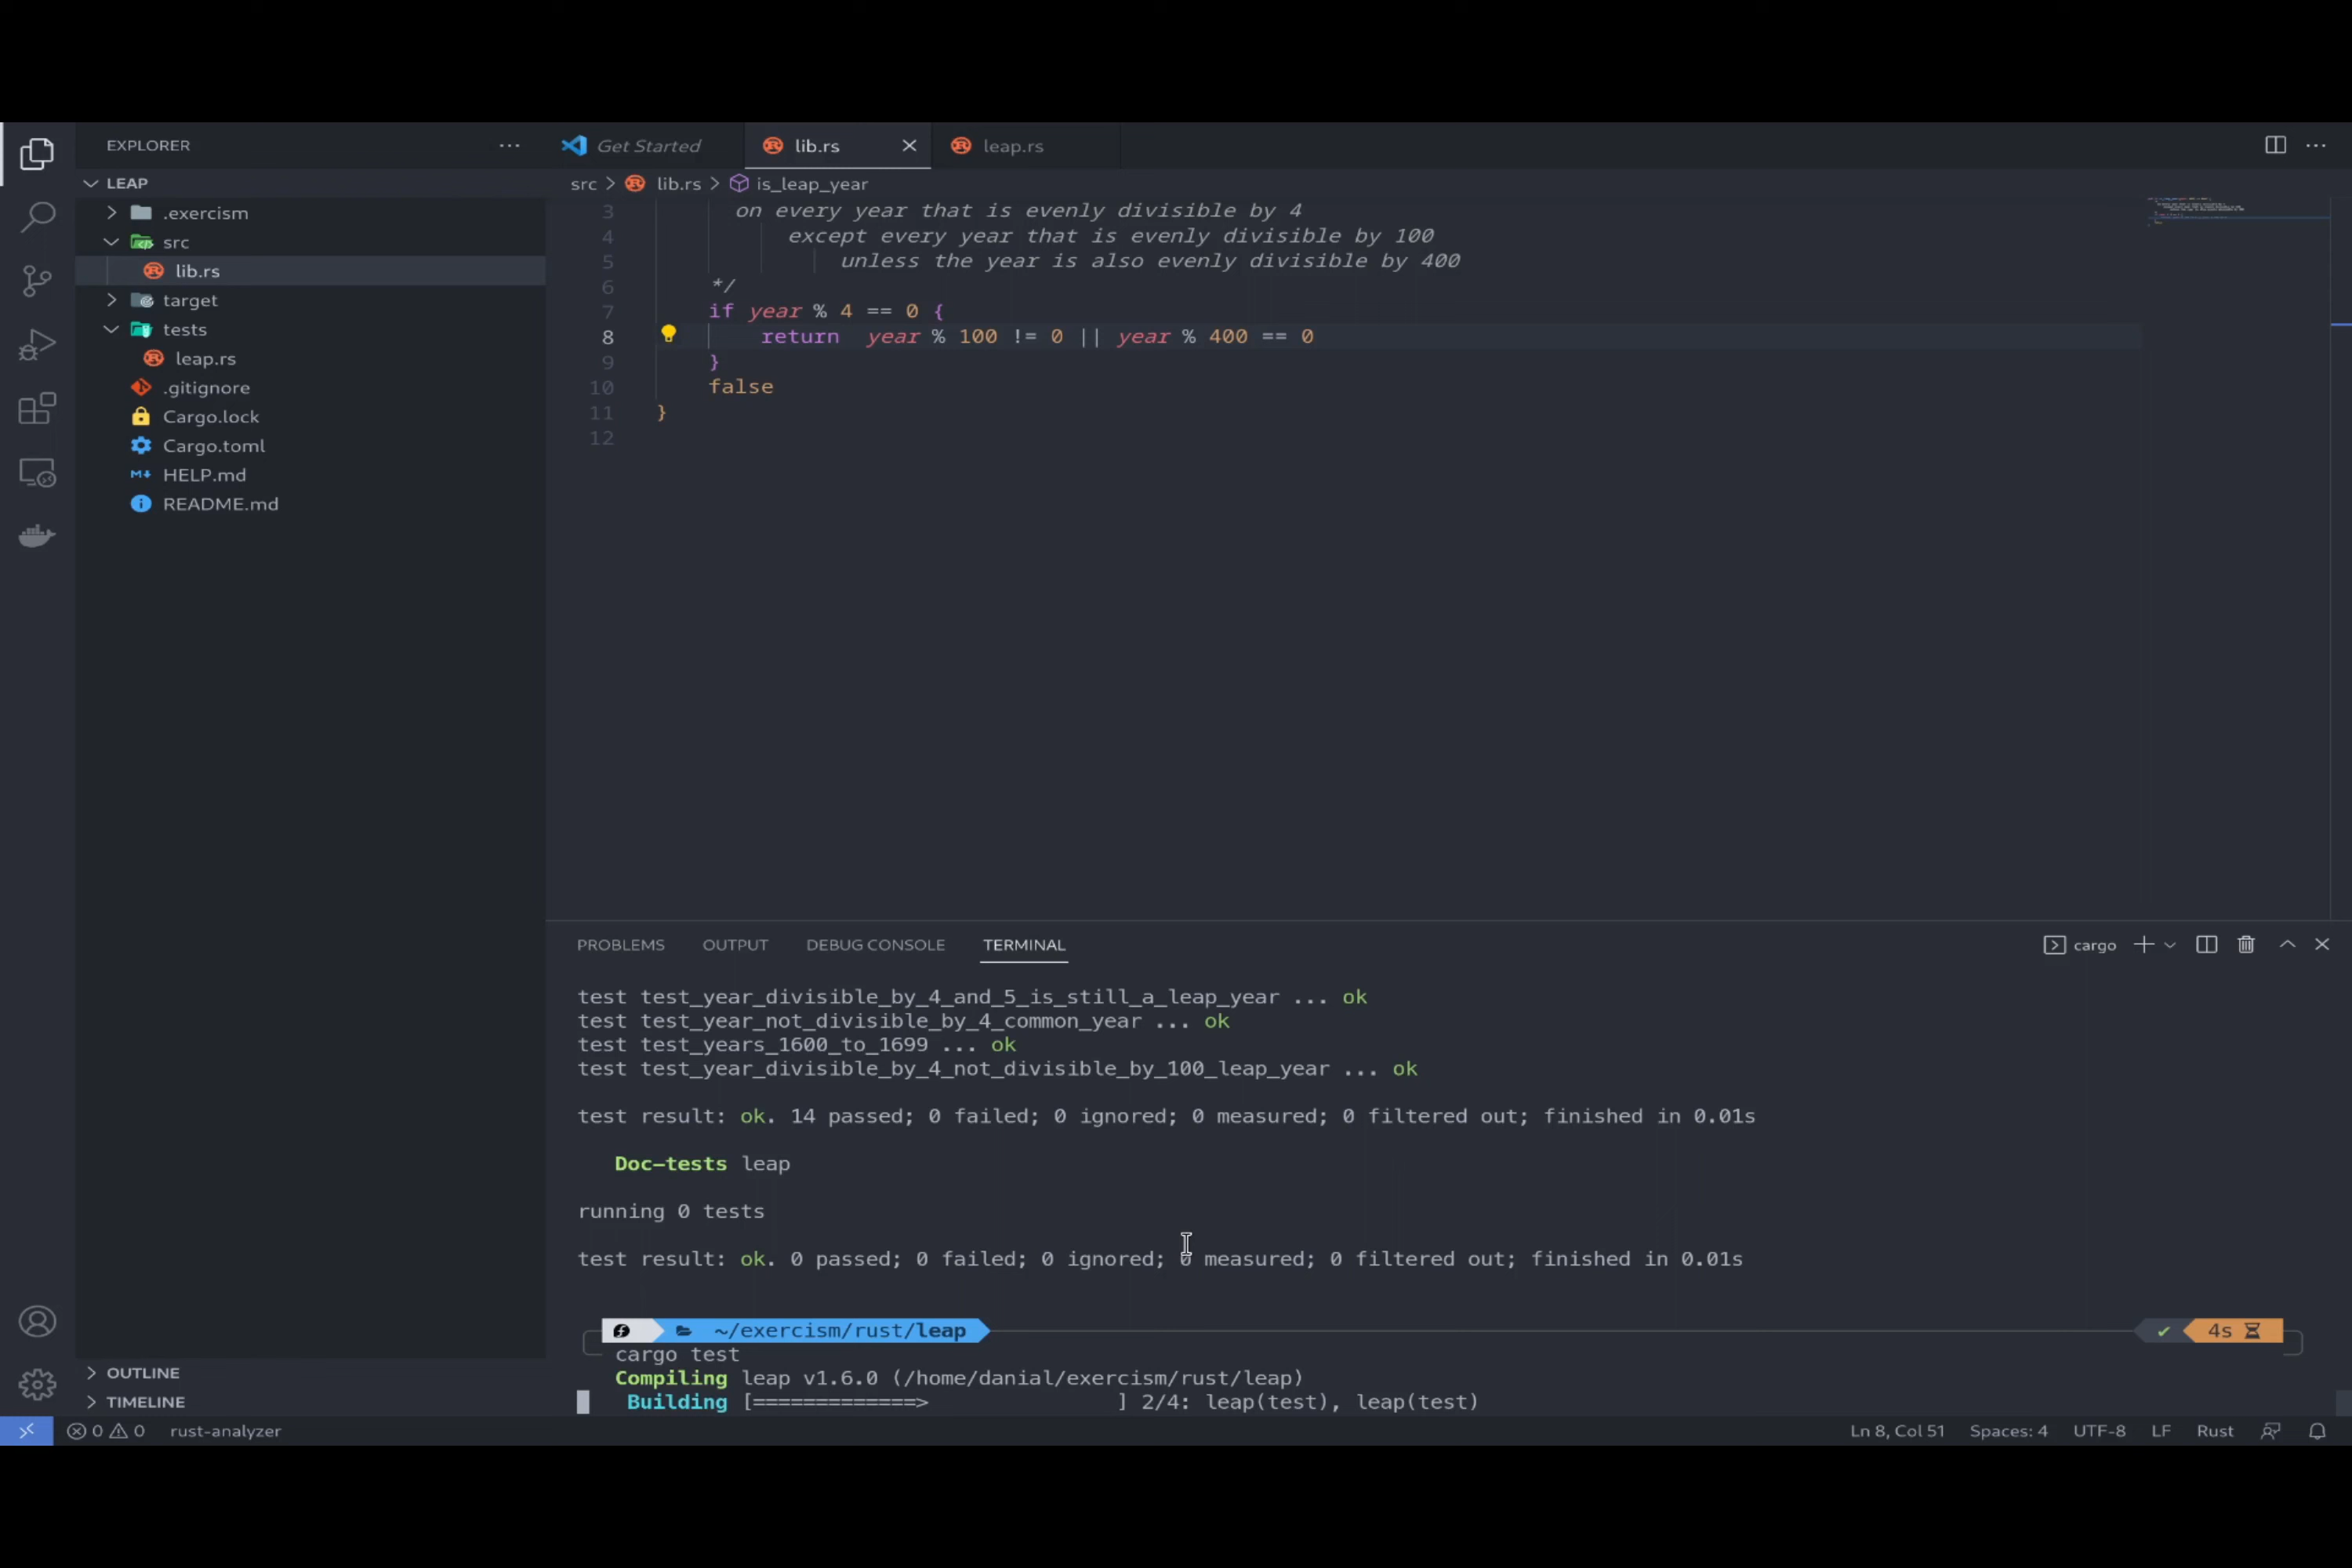 EXPLORER
Get Started
lib.rs
leap.rs
LEAP
src > lib.rs > is_leap_year
.exercism
src
lib.rs
target
tests
leap.rs
.gitignore
Cargo.lock
Cargo.toml
HELP.md
README.md
3 on every year that is evenly divisible by 4
4 except every year that is evenly divisible by 100
5 unless the year is also evenly divisible by 400
6 */
7 if year % 4 == 0 {
8 return  year % 100 != 0 || year % 400 == 0
9 }
10 false
11 }
12
PROBLEMS OUTPUT DEBUG CONSOLE TERMINAL
cargo
test test_year_divisible_by_4_and_5_is_still_a_leap_year ... ok
test test_year_not_divisible_by_4_common_year ... ok
test test_years_1600_to_1699 ... ok
test test_year_divisible_by_4_not_divisible_by_100_leap_year ... ok
test result: ok. 14 passed; 0 failed; 0 ignored; 0 measured; 0 filtered out; finished in 0.01s
Doc-tests leap
running 0 tests
test result: ok. 0 passed; 0 failed; 0 ignored; 0 measured; 0 filtered out; finished in 0.01s
~/exercism/rust/leap
4s
cargo test
Compiling leap v1.6.0 (/home/danial/exercism/rust/leap)
Building [=============> ] 2/4: leap(test), leap(test)
OUTLINE
TIMELINE
0 0 rust-analyzer
Ln 8, Col 51 Spaces: 4 UTF-8 LF Rust